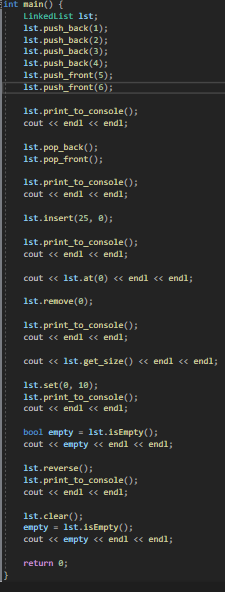 int main() {
LinkedList lst;
lst.push_back(1);
lst.push_back(2);
lst.push_back(3);
lst.push_back(4);
lst.push_front(5);
lst.push_front(6);
lst.print_to_console();
cout << endl << endl;
lst.pop_back();
lst.pop_front();
lst.print_to_console();
cout << endl << endl;
lst.insert(25, 0);
lst.print_to_console();
cout << endl << endl;
cout << lst.at(0) << endl << endl;
lst.remove(0);
lst.print_to_console();
cout << endl << endl;
cout << lst.get_size() << endl << endl;
lst.set(0, 10);
lst.print_to_console();
cout << endl << endl;
bool empty = lst.isEmpty();
cout << empty << endl << endl;
lst.reverse();
lst.print_to_console();
cout << endl << endl;
lst.clear();
empty = lst.isEmpty();
cout << empty << endl << endl;
return 0;
}